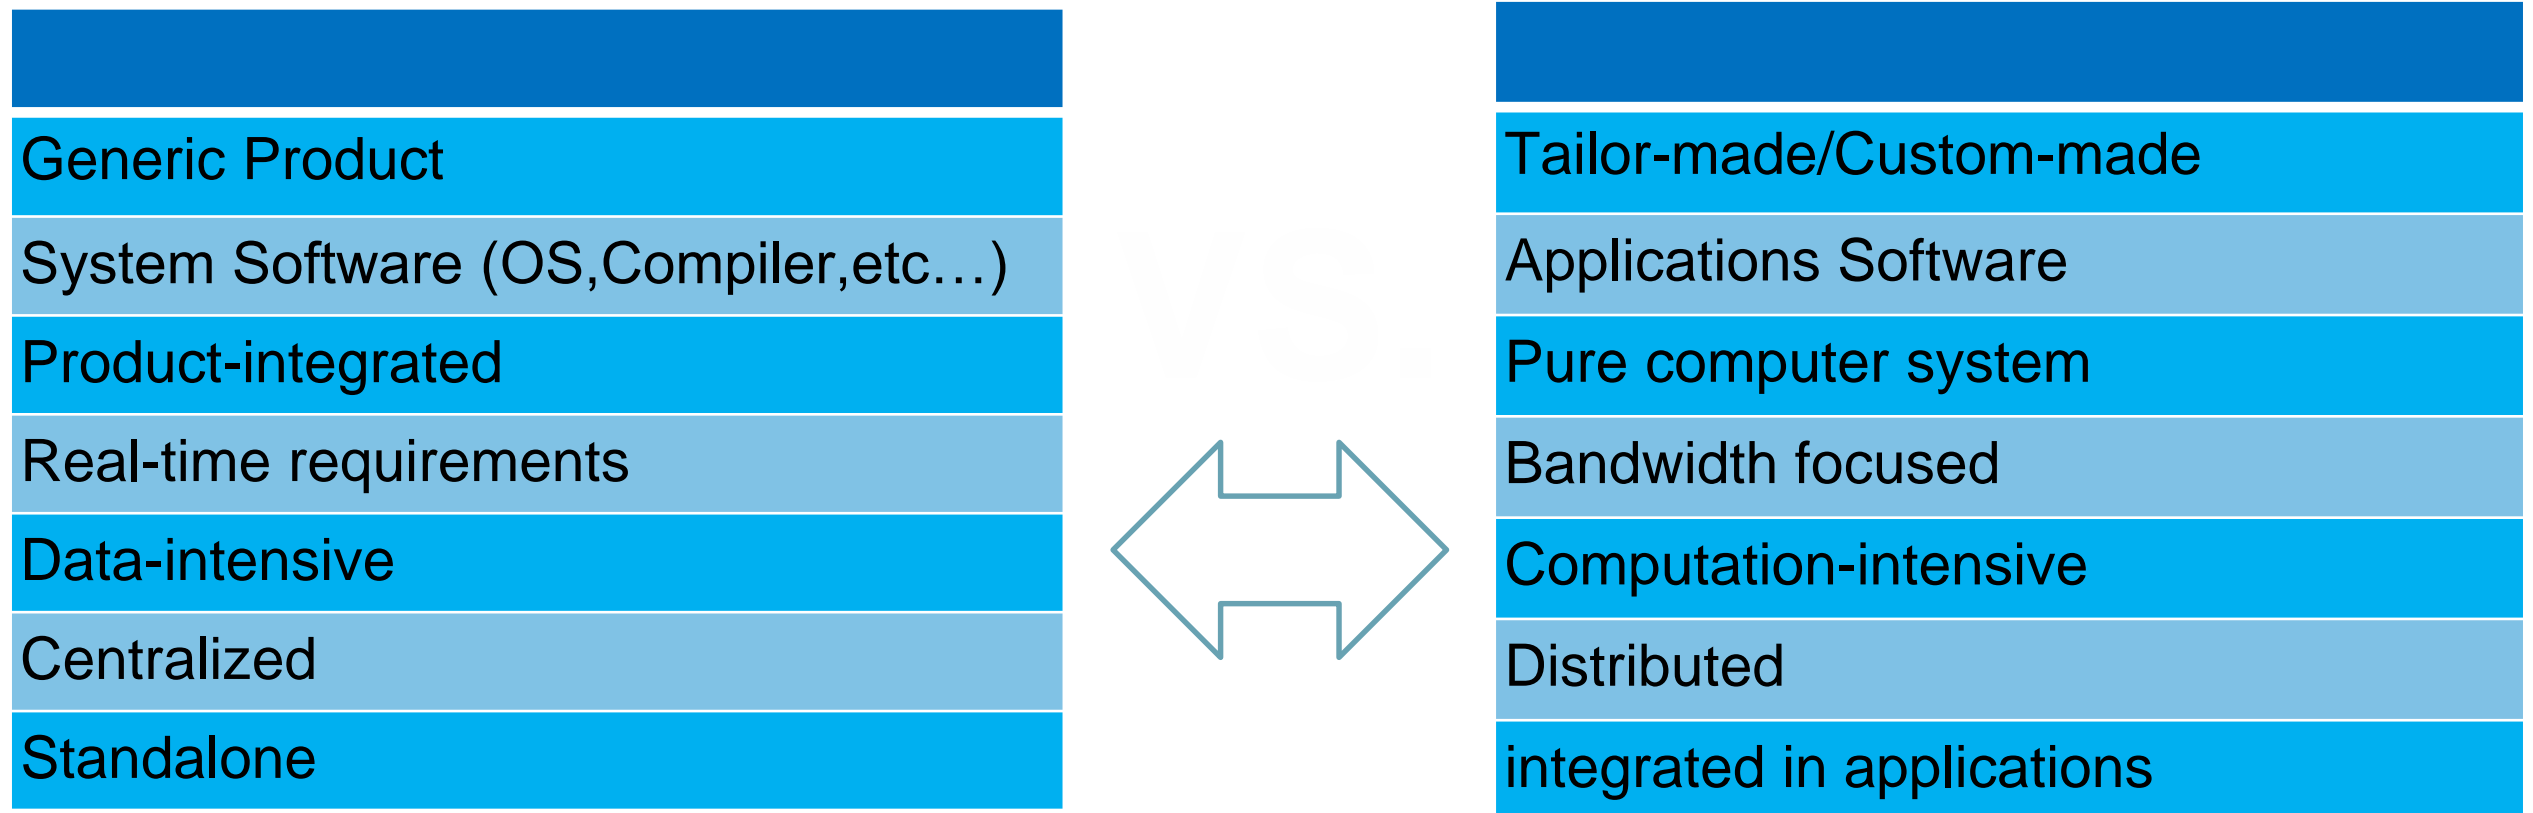 Generic Product
System Software (OS,Compiler,etc…)
Product-integrated
Real-time requirements
Data-intensive
Centralized
Standalone
Tailor-made/Custom-made
Applications Software
Pure computer system
Bandwidth focused
Computation-intensive
Distributed
integrated in applications